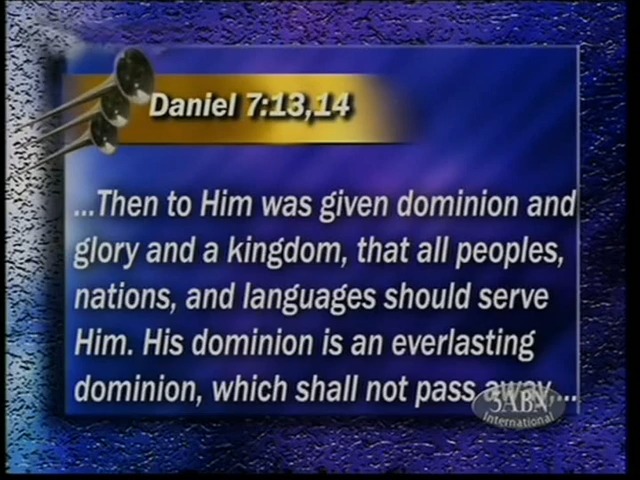 Daniel 7:13,14
...Then to Him was given dominion and
glory and a kingdom, that all peoples,
nations, and languages should serve
Him. His dominion is an everlasting
dominion, which shall not pass away,...
3ABN
International